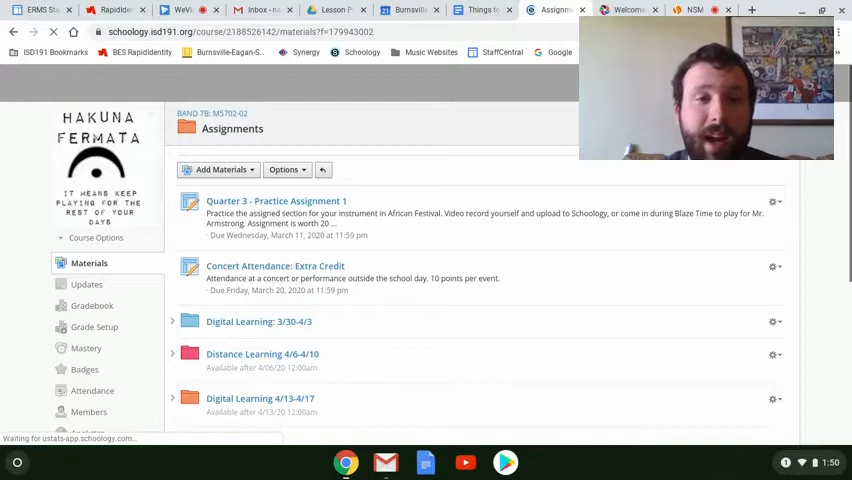 ERMS Sta
RapidIdent
WeVi
Inbox - na
Lesson P
Burnsville
Things to
Assignm
Welcome
NSM
schoology.isd191.org/course/2188526142/materials?f=179943002
ISD191 Bookmarks
BES RapidIdentity
Burnsville-Eagan-S...
Synergy
Schoology
Music Websites
StaffCentral
Google
HAKUNA
FERMATA
IT MEANS KEEP
PLAYING FOR THE
REST OF YOUR
DAYS
Course Options
Materials
Updates
Gradebook
Grade Setup
Mastery
Badges
Attendance
Members
BAND 7B: M5702-02
Assignments
Add Materials
Options
Quarter 3 - Practice Assignment 1
Practice the assigned section for your instrument in African Festival. Video record yourself and upload to Schoology, or come in during Blaze Time to play for Mr.
Armstrong. Assignment is worth 20 ...
· Due Wednesday, March 11, 2020 at 11:59 pm
Concert Attendance: Extra Credit
Attendance at a concert or performance outside the school day. 10 points per event.
· Due Friday, March 20, 2020 at 11:59 pm
Digital Learning: 3/30-4/3
Distance Learning 4/6-4/10
Available after 4/06/20 12:00am
Digital Learning 4/13-4/17
Available after 4/13/20 12:00am
Waiting for ustats-app.schoology.com...
1
1:50